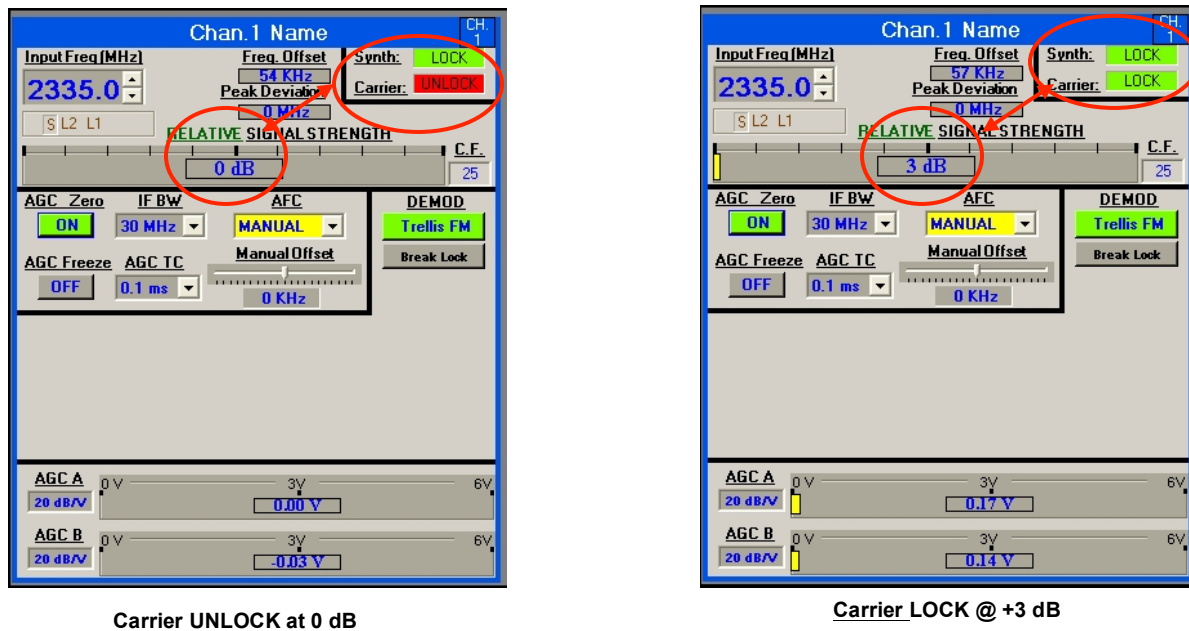 Chan.1 Name
CH.
1
Input Freq (MHz)
Freq. Offset
Synth: LOCK
54 KHz
2335.0
Peak Deviation
Carrier: UNLOCK
0 MHz
S L2 L1
RELATIVE SIGNAL STRENGTH
C.F.
0 dB
25
AGC Zero IF BW AFC DEMOD
ON 30 MHz MANUAL Trellis FM
AGC Freeze AGC TC Manual Offset Break Lock
OFF 0.1 ms
0 KHz
AGC A
0 V 3V 6V
20 dB/V 0.00 V
AGC B
0 V 3V 6V
20 dB/V -0.03 V
Carrier UNLOCK at 0 dB
Chan.1 Name
CH.
1
Input Freq (MHz)
Freq. Offset
Synth: LOCK
57 KHz
2335.0
Peak Deviation
Carrier: LOCK
0 MHz
S L2 L1
RELATIVE SIGNAL STRENGTH
C.F.
3 dB
25
AGC Zero IF BW AFC DEMOD
ON 30 MHz MANUAL Trellis FM
AGC Freeze AGC TC Manual Offset Break Lock
OFF 0.1 ms
0 KHz
AGC A
0 V 3V 6V
20 dB/V 0.17 V
AGC B
0 V 3V 6V
20 dB/V 0.14 V
Carrier LOCK @ +3 dB